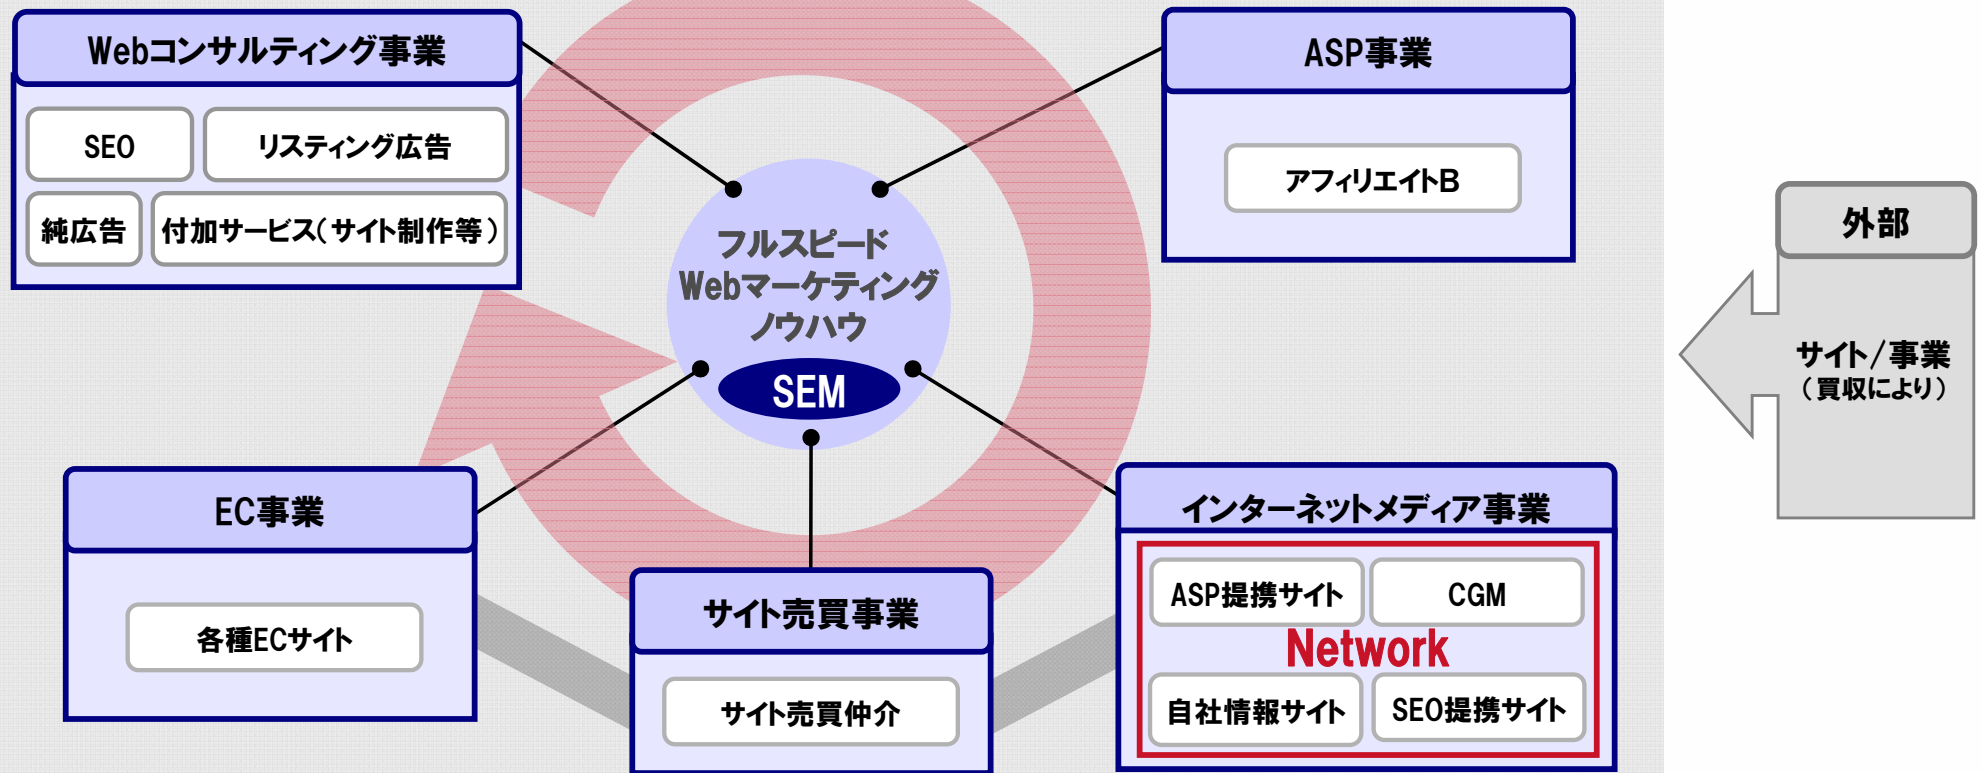 Webコンサルティング事業
SEO
リスティング広告
純広告
付加サービス(サイト制作等)
ASP事業
アフィリエイトB
フルスピード
Webマーケティング
ノウハウ
SEM
EC事業
各種ECサイト
サイト売買事業
サイト売買仲介
インターネットメディア事業
ASP提携サイト
CGM
Network
自社情報サイト
SEO提携サイト
外部
サイト/事業
(買収により)